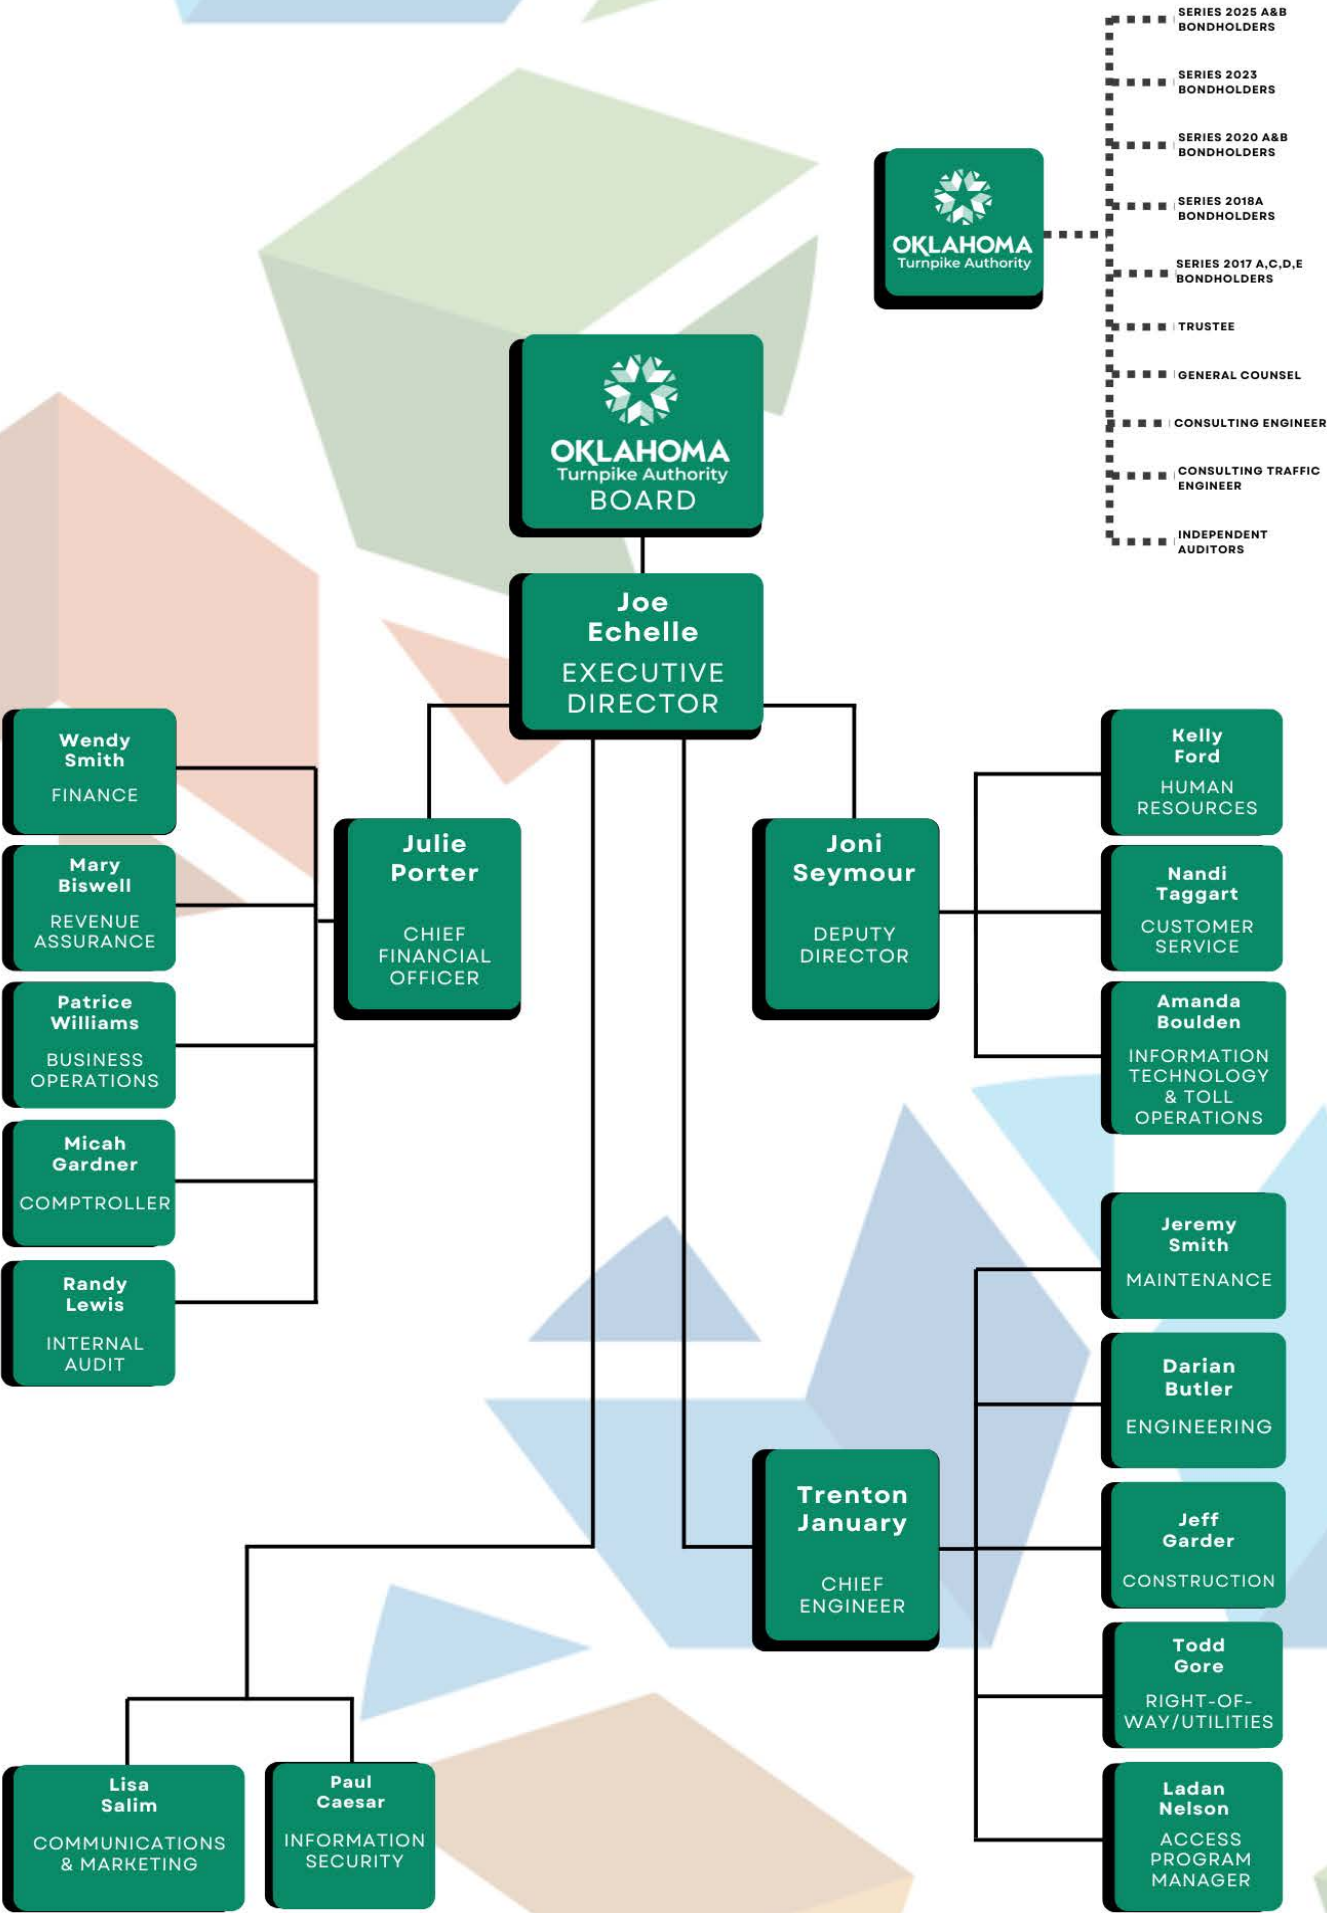 SERIES 2025 A&B
BONDHOLDERS
SERIES 2023
BONDHOLDERS
SERIES 2020 A&B
BONDHOLDERS
SERIES 2018A
BONDHOLDERS
SERIES 2017 A,C,D,E
BONDHOLDERS
TRUSTEE
GENERAL COUNSEL
CONSULTING ENGINEER
CONSULTING TRAFFIC
ENGINEER
INDEPENDENT
AUDITORS
OKLAHOMA
Turnpike Authority
OKLAHOMA
Turnpike Authority
BOARD
Joe
Echelle
EXECUTIVE
DIRECTOR
Julie
Porter
CHIEF
FINANCIAL
OFFICER
Wendy
Smith
FINANCE
Mary
Biswell
REVENUE
ASSURANCE
Patrice
Williams
BUSINESS
OPERATIONS
Micah
Gardner
COMPTROLLER
Randy
Lewis
INTERNAL
AUDIT
Joni
Seymour
DEPUTY
DIRECTOR
Kelly
Ford
HUMAN
RESOURCES
Nandi
Taggart
CUSTOMER
SERVICE
Amanda
Boulden
INFORMATION
TECHNOLOGY
& TOLL
OPERATIONS
Trenton
January
CHIEF
ENGINEER
Jeremy
Smith
MAINTENANCE
Darian
Butler
ENGINEERING
Jeff
Garder
CONSTRUCTION
Todd
Gore
RIGHT-OF-
WAY/UTILITIES
Ladan
Nelson
ACCESS
PROGRAM
MANAGER
Lisa
Salim
COMMUNICATIONS
& MARKETING
Paul
Caesar
INFORMATION
SECURITY